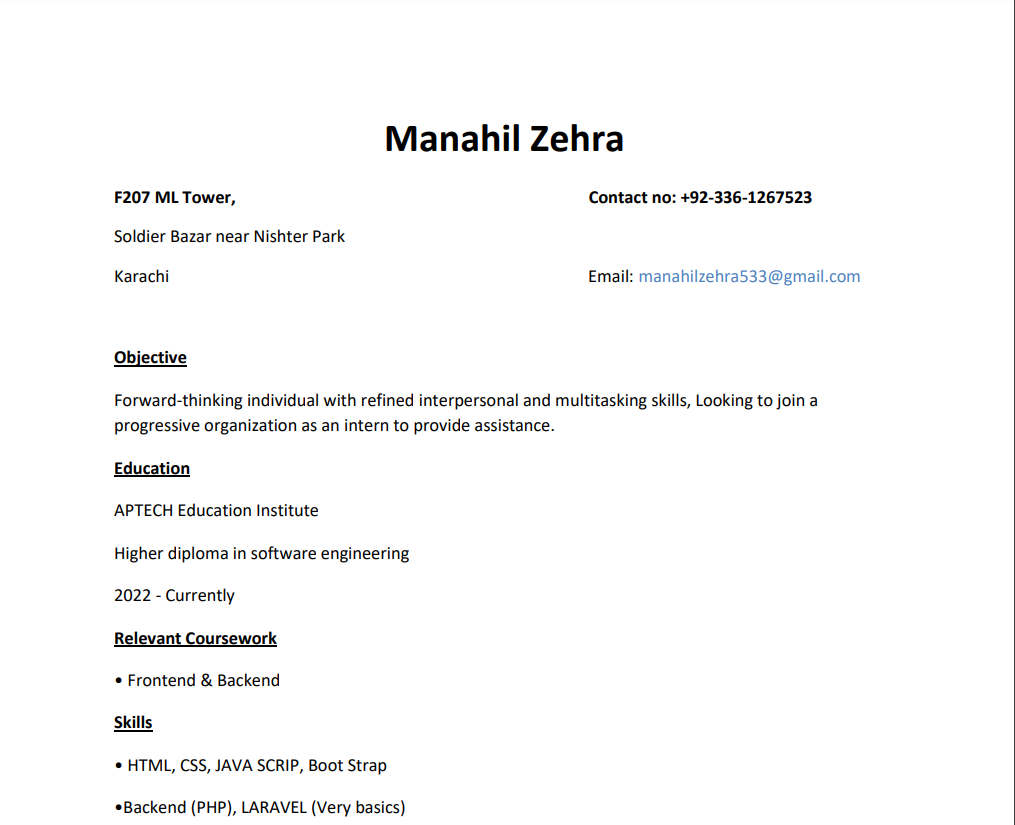 Manahil Zehra
F207 ML Tower,
Contact no: +92-336-1267523
Soldier Bazar near Nishter Park
Karachi
Email: manahilzehra533@gmail.com
Objective
Forward-thinking individual with refined interpersonal and multitasking skills, Looking to join a
progressive organization as an intern to provide assistance.
Education
APTECH Education Institute
Higher diploma in software engineering
2022 - Currently
Relevant Coursework
• Frontend & Backend
Skills
• HTML, CSS, JAVA SCRIP, Boot Strap
•Backend (PHP), LARAVEL (Very basics)